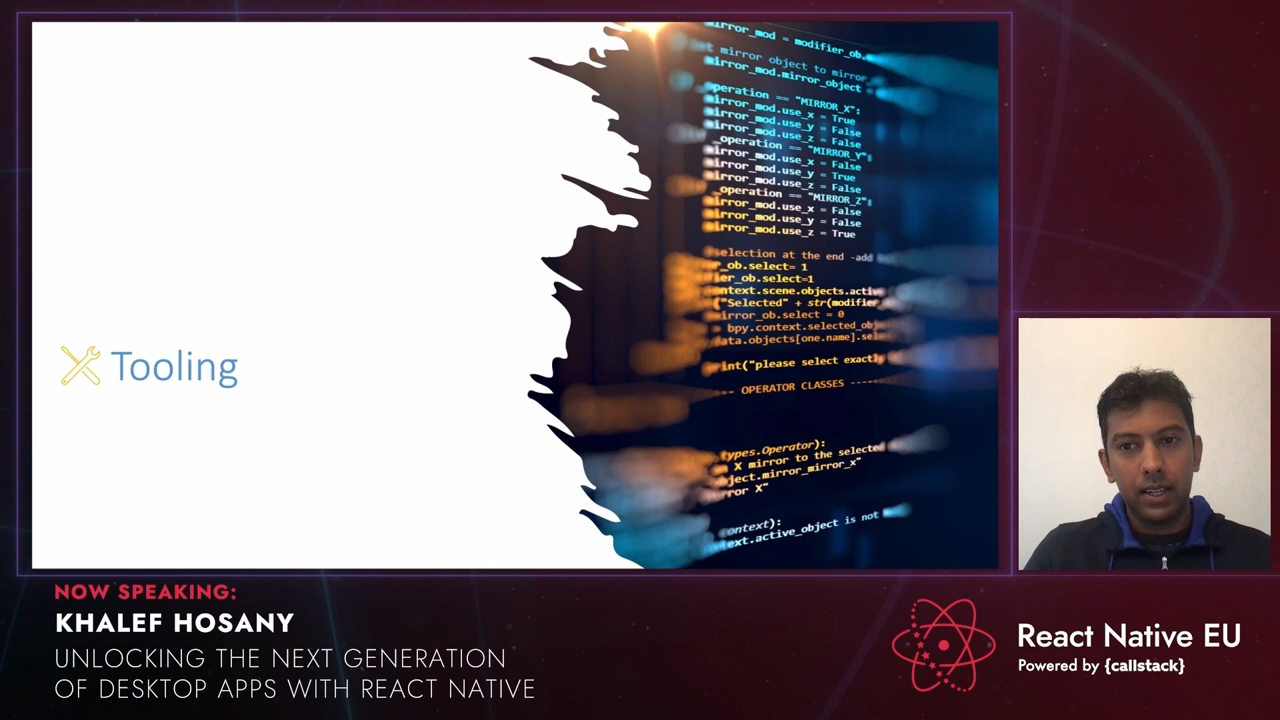 mirror_mod = modifier_ob.
mirror object to mirror
mirror_mod.mirror_object
operation == "MIRROR_X":
mirror_mod.use_x = True
mirror_mod.use_y = False
mirror_mod.use_z = False
_operation == "MIRROR_Y":
mirror_mod.use_x = False
mirror_mod.use_y = True
mirror_mod.use_z = False
_operation == "MIRROR_Z":
mirror_mod.use_x = False
mirror_mod.use_y = False
mirror_mod.use_z = True
selection at the end -add
_ob.select= 1
ler_ob.select=1
ntext.scene.objects.active
("Selected" + str(modifier
irror_ob.select = 0
= bpy.context.selected_obj
ata.objects[one.name].sel
print("please select exactly
-- OPERATOR CLASSES ----
types.Operator):
X mirror to the selected
ject.mirror_mirror_x"
ror X"
context):
ext.active_object is not
Tooling
NOW SPEAKING:
KHALEF HOSANY
UNLOCKING THE NEXT GENERATION
OF DESKTOP APPS WITH REACT NATIVE
React Native EU
Powered by {callstack}